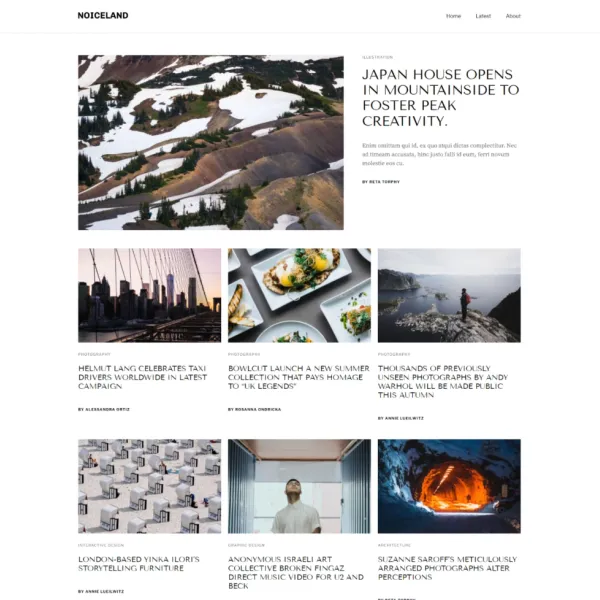 NOICELAND
Home Latest About
ILLUSTRATION
JAPAN HOUSE OPENS
IN MOUNTAINSIDE TO
FOSTER PEAK
CREATIVITY.
Enim omittam qui id, ex quo atqui dictas complectitur. Nec
ad timeam accusata, hinc justo falli id eum, ferri novum
molestie eos cu.
BY RETA TORPHY
PHOTOGRAPHY
HELMUT LANG CELEBRATES TAXI
DRIVERS WORLDWIDE IN LATEST
CAMPAIGN
BY ALESSANDRA ORTIZ
PHOTOGRAPHY
BOWLCUT LAUNCH A NEW SUMMER
COLLECTION THAT PAYS HOMAGE
TO “UK LEGENDS”
BY ROSANNA ONDRICKA
PHOTOGRAPHY
THOUSANDS OF PREVIOUSLY
UNSEEN PHOTOGRAPHS BY ANDY
WARHOL WILL BE MADE PUBLIC
THIS AUTUMN
BY ANNIE LUEILWITZ
INTERACTIVE DESIGN
LONDON-BASED YINKA ILORI’S
STORYTELLING FURNITURE
BY ANNIE LUEILWITZ
GRAPHIC DESIGN
ANONYMOUS ISRAELI ART
COLLECTIVE BROKEN FINGAZ
DIRECT MUSIC VIDEO FOR U2 AND
BECK
ARCHITECTURE
SUZANNE SAROFF’S METICULOUSLY
ARRANGED PHOTOGRAPHS ALTER
PERCEPTIONS